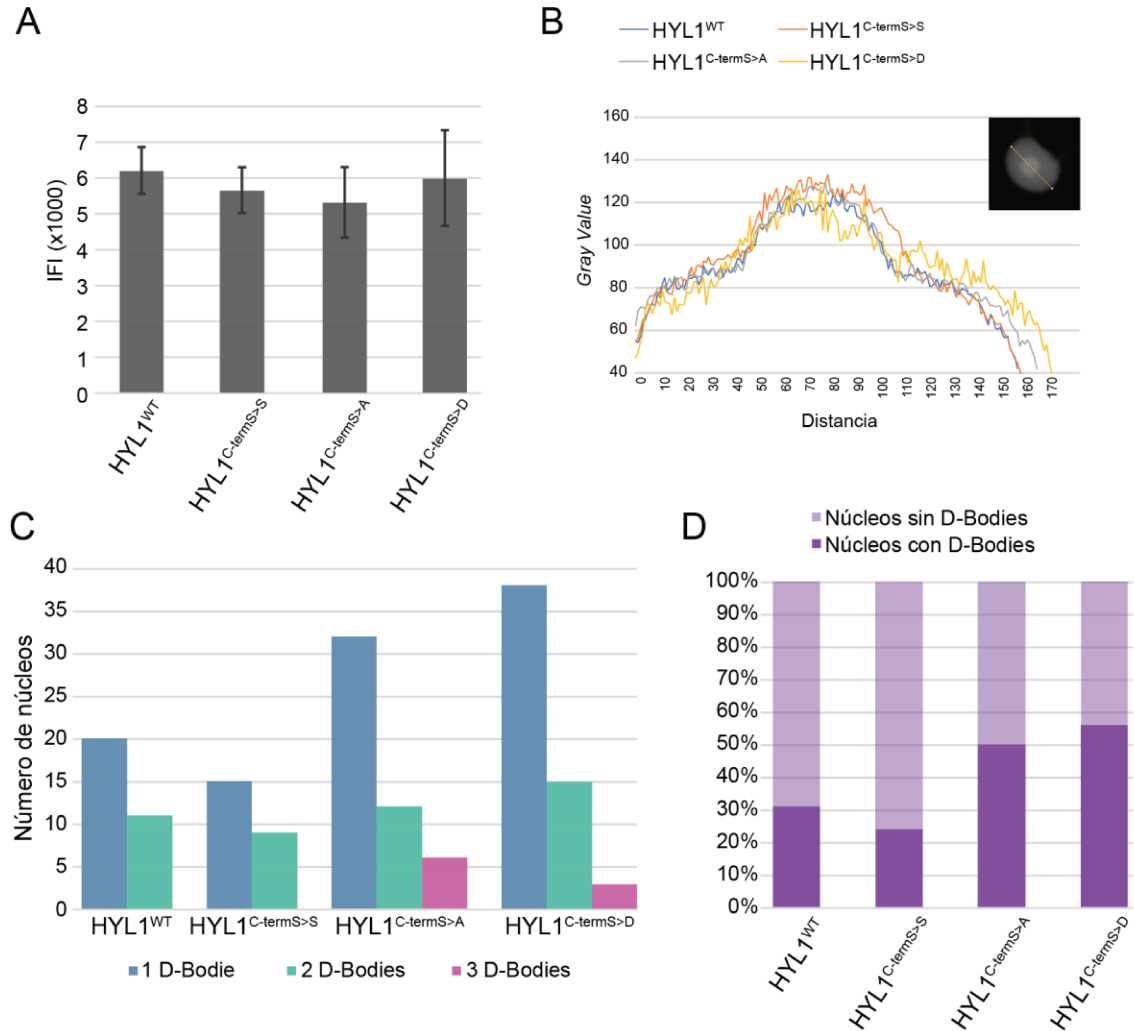 A
IFI (x1000)
8
7
6
5
4
3
2
1
0
HYL1WT
HYL1C-termS>S
HYL1C-termS>A
HYL1C-termS>D
B
HYL1WT
HYL1C-termS>S
HYL1C-termS>A
HYL1C-termS>D
Gray Value
160
140
120
100
80
60
40
0 10 20 30 40 50 60 70 80 90 100 110 120 130 140 150 160 170
Distancia
C
Número de núcleos
40
35
30
25
20
15
10
5
0
HYL1WT HYL1C-termS>S HYL1C-termS>A HYL1C-termS>D
1 D-Bodie 2 D-Bodies 3 D-Bodies
D
Núcleos sin D-Bodies
Núcleos con D-Bodies
100%
90%
80%
70%
60%
50%
40%
30%
20%
10%
0%
HYL1WT
HYL1C-termS>S
HYL1C-termS>A
HYL1C-termS>D